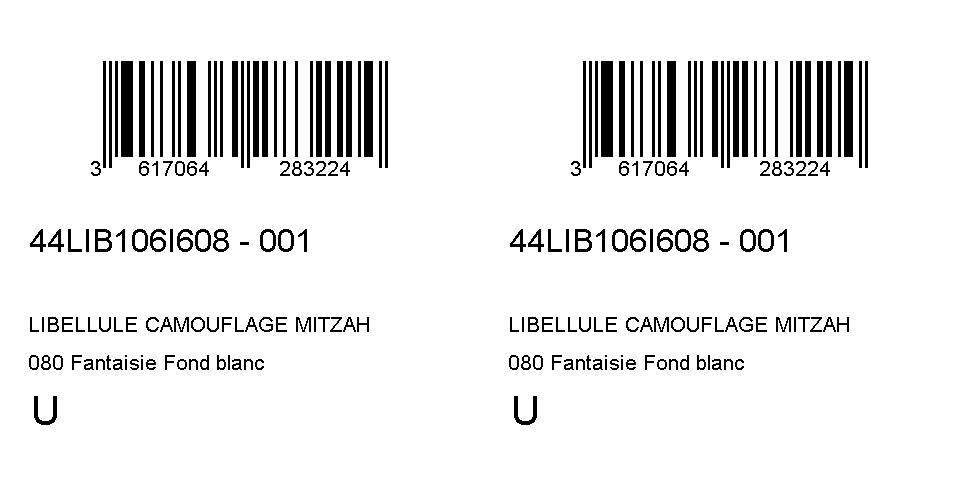 3 617064 283224
44LIB106I608 - 001
LIBELLULE CAMOUFLAGE MITZAH
080 Fantaisie Fond blanc
U
3 617064 283224
44LIB106I608 - 001
LIBELLULE CAMOUFLAGE MITZAH
080 Fantaisie Fond blanc
U